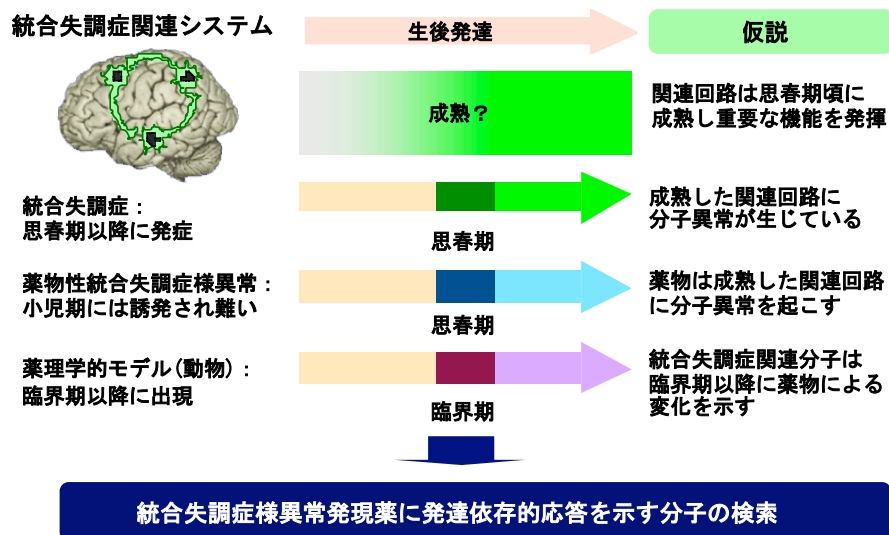 統合失調症関連システム
生後発達
仮説
成熟？
関連回路は思春期頃に
成熟し重要な機能を発揮
統合失調症：
思春期以降に発症
思春期
成熟した関連回路に
分子異常が生じている
薬物性統合失調症様異常：
小児期には誘発され難い
思春期
薬物は成熟した関連回路
に分子異常を起こす
薬理学的モデル(動物)：
臨界期以降に出現
臨界期
統合失調症関連分子は
臨界期以降に薬物による
変化を示す
統合失調症様異常発現薬に発達依存的応答を示す分子の検索